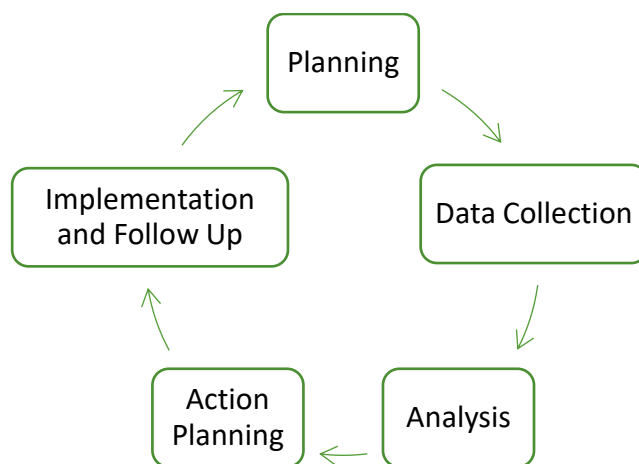 Planning
Data Collection
Analysis
Action
Planning
Implementation
and Follow Up